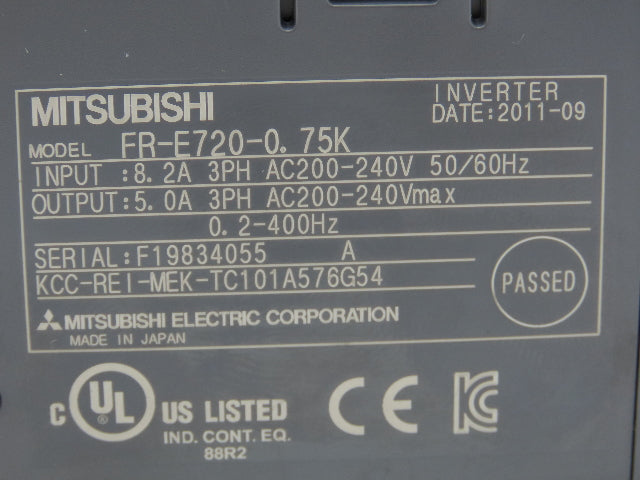 MITSUBISHI
INVERTER
DATE:2011-09
MODEL FR-E720-0.75K
INPUT :8.2A 3PH AC200-240V 50/60Hz
OUTPUT:5.0A 3PH AC200-240Vmax
0.2-400Hz
SERIAL:F19834055 A
KCC-REI-MEK-TC101A576G54
PASSED
MITSUBISHI ELECTRIC CORPORATION
MADE IN JAPAN
C UL ® US LISTED
IND. CONT. EQ.
88R2
CE
KC